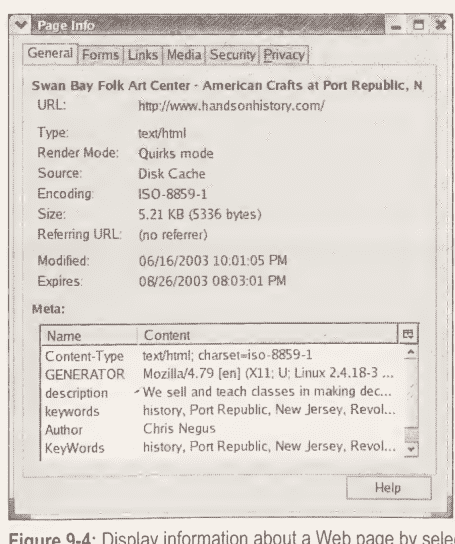 Page Info
General Forms Links Media Security Privacy
Swan Bay Folk Art Center - American Crafts at Port Republic, N
URL: http://www.handsonhistory.com/
Type: text/html
Render Mode: Quirks mode
Source: Disk Cache
Encoding: ISO-8859-1
Size: 5.21 KB (5336 bytes)
Referring URL: (no referrer)
Modified: 06/16/2003 10:01:05 PM
Expires: 08/26/2003 08:03:01 PM
Meta:
Name Content
Content-Type text/html; charset=iso-8859-1
GENERATOR Mozilla/4.79 [en] (X11; U; Linux 2.4.18-3 ...
description We sell and teach classes in making dec...
keywords history, Port Republic, New Jersey, Revol...
Author Chris Negus
KeyWords history, Port Republic, New Jersey, Revol...
Help
Figure 9-4: Display information about a Web page by sele